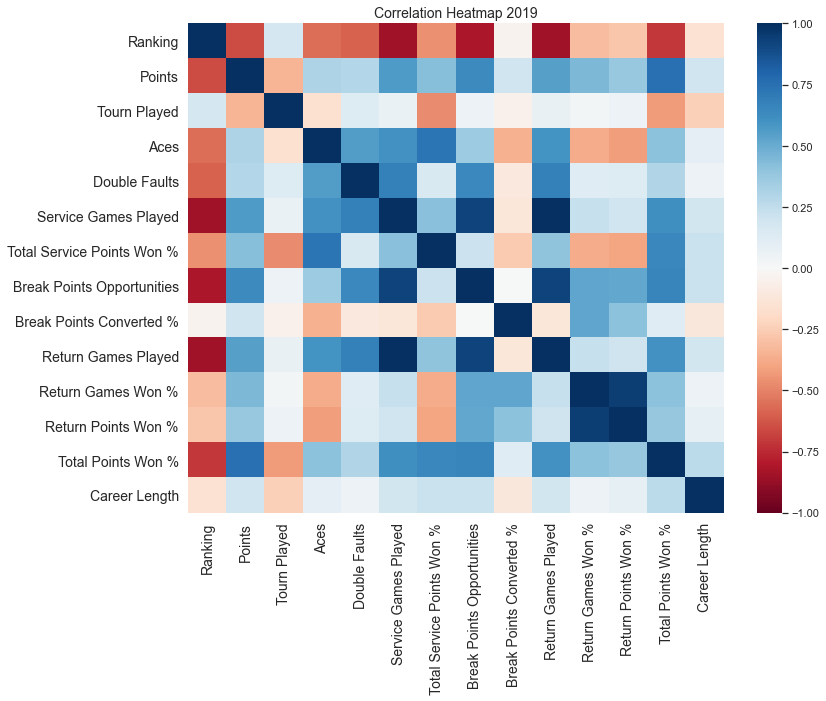 Correlation Heatmap 2019
Ranking
Points
Tourn Played
Aces
Double Faults
Service Games Played
Total Service Points Won %
Break Points Opportunities
Break Points Converted %
Return Games Played
Return Games Won %
Return Points Won %
Total Points Won %
Career Length
Ranking
Points
Tourn Played
Aces
Double Faults
Service Games Played
Total Service Points Won %
Break Points Opportunities
Break Points Converted %
Return Games Played
Return Games Won %
Return Points Won %
Total Points Won %
Career Length
1.00
0.75
0.50
0.25
0.00
−0.25
−0.50
−0.75
−1.00